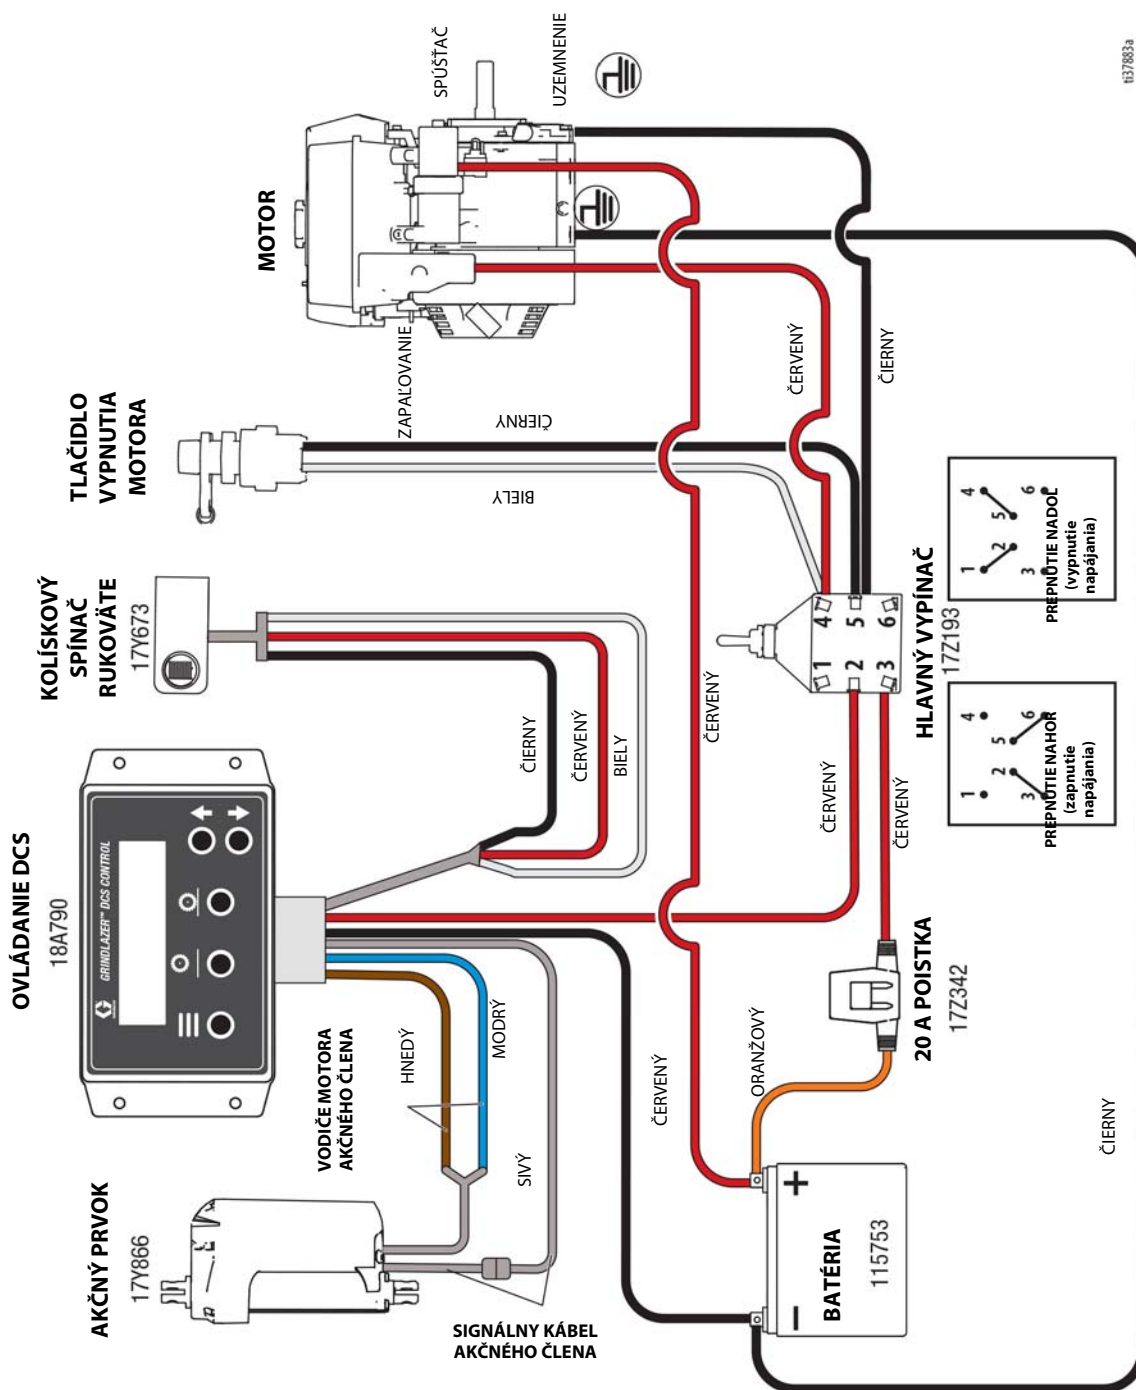 OVLÁDANIE DCS
18A790
GRINDLAZER™ DCS CONTROL
KOLÍSKOVÝ
SPÍNAČ
RUKOVÄTE
17Y673
TLAČIDLO
VYPNUTIA
MOTORA
MOTOR
SPÚŠŤAČ
UZEMNENIE
ZAPAĽOVANIE
ČIERNY
BIELY
ČERVENÝ
ČIERNY
ČIERNY
ČERVENÝ
BIELY
ČERVENÝ
AKČNÝ PRVOK
17Y866
VODIČE MOTORA
AKČNÉHO ČLENA
HNEDÝ
MODRÝ
SIVÝ
SIGNÁLNY KÁBEL
AKČNÉHO ČLENA
ČERVENÝ
ORANŽOVÝ
ČERVENÝ
ČERVENÝ
1 4
2 5
3 6
HLAVNÝ VYPÍNAČ
17Z193
20 A POISTKA
17Z342
+
−
BATÉRIA
115753
1 4
2 5
3 6
PREPNUTIE NAHOR
(zapnutie
napájania)
1 4
2 5
3 6
PREPNUTIE NADOL
(vypnutie
napájania)
ČIERNY
ti37883a